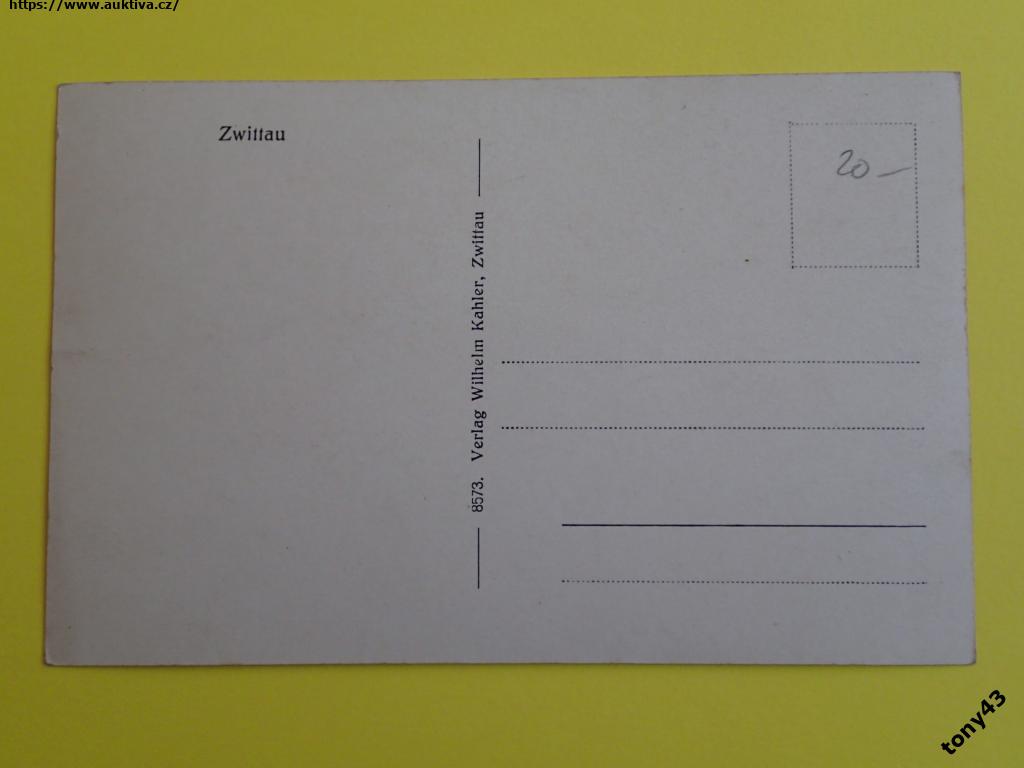 https://www.auktiva.cz/
Zwittau
20-
8573. Verlag Wilhelm Kahler, Zwittau
tony43